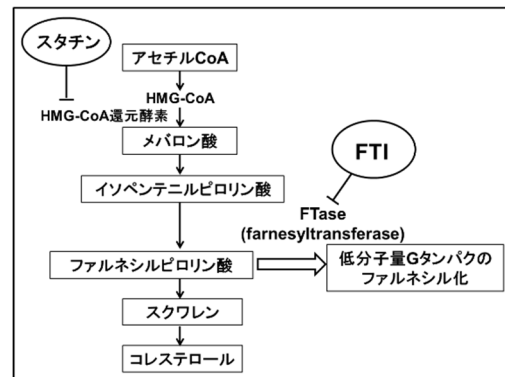 スタチン
アセチルCoA
HMG-CoA
HMG-CoA還元酵素
メバロン酸
FTI
イソペンテニルピロリン酸
FTase
(farnesyltransferase)
ファルネシルピロリン酸
低分子量Gタンパクの
ファルネシル化
スクワレン
コレステロール